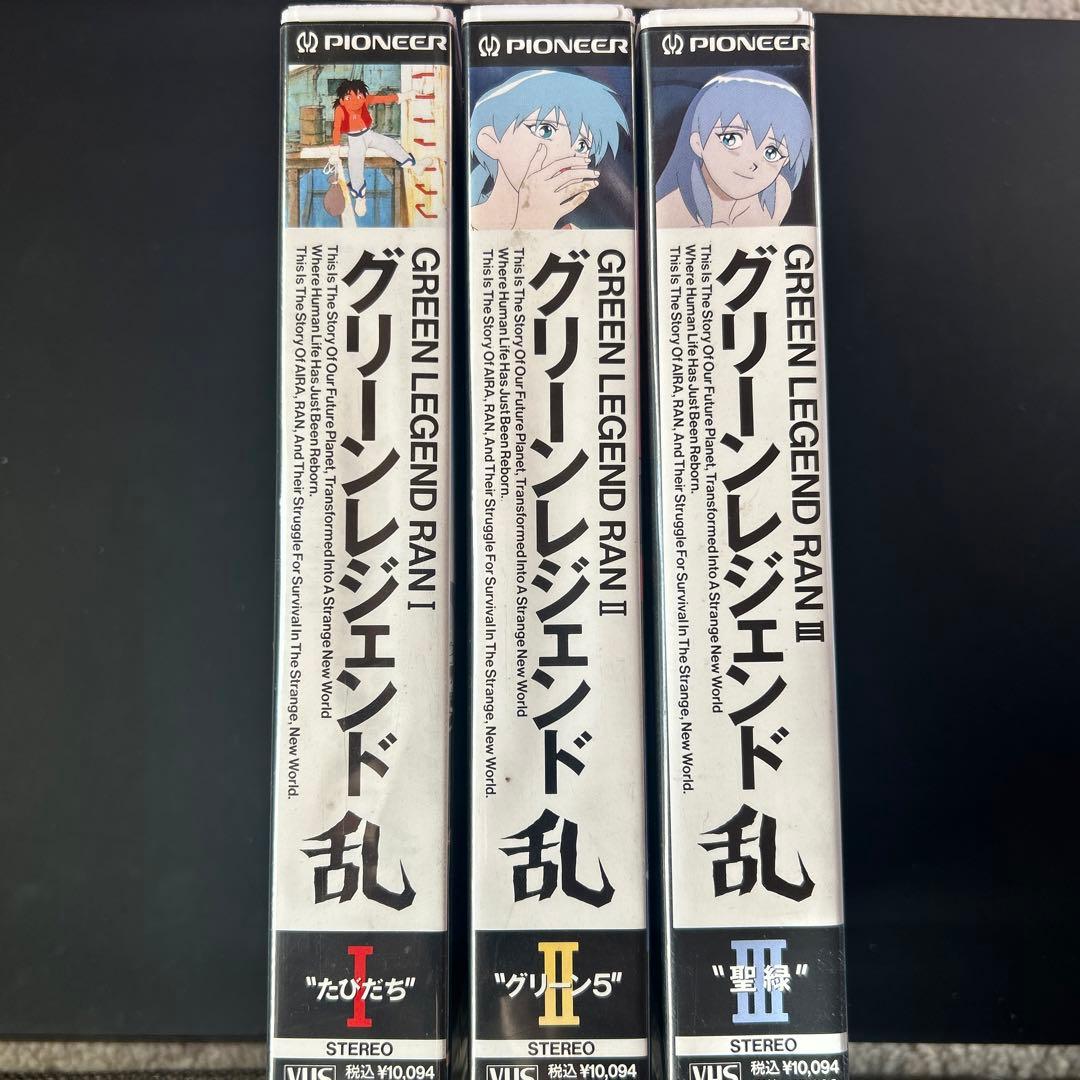 PIONEER
GREEN LEGEND RAN I
グリーンレジェンド 乱
This Is The Story Of Our Future Planet, Transformed Into A Strange New World
Where Human Life Has Just Been Reborn.
This Is The Story Of AIRA, RAN, And Their Struggle For Survival In The Strange, New World.
I
"たびだち"
STEREO
VHS 税込 ¥10,094
PIONEER
GREEN LEGEND RAN II
グリーンレジェンド 乱
This Is The Story Of Our Future Planet, Transformed Into A Strange New World
Where Human Life Has Just Been Reborn.
This Is The Story Of AIRA, RAN, And Their Struggle For Survival In The Strange, New World.
II
"グリーン5"
STEREO
VHS 税込 ¥10,094
PIONEER
GREEN LEGEND RAN III
グリーンレジェンド 乱
This Is The Story Of Our Future Planet, Transformed Into A Strange New World
Where Human Life Has Just Been Reborn.
This Is The Story Of AIRA, RAN, And Their Struggle For Survival In The Strange, New World.
III
"聖緑"
STEREO
VHS 税込 ¥10,094